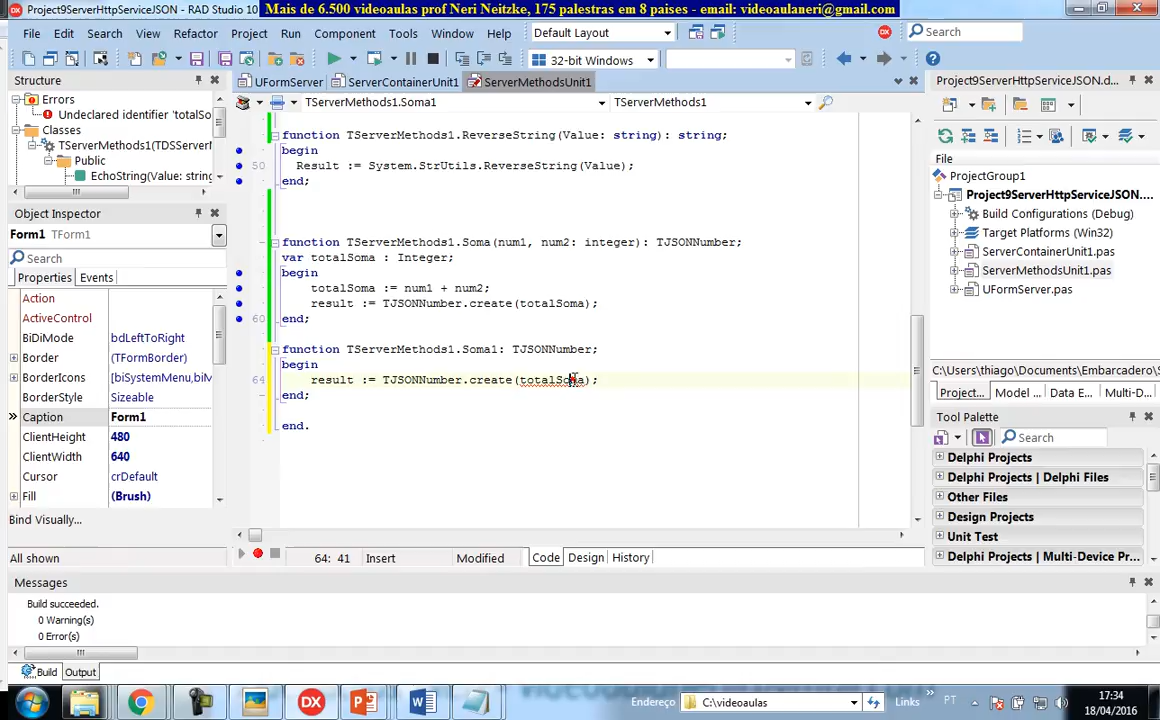 Project9ServerHttpServiceJSON - RAD Studio 10
Mais de 6.500 videoaulas prof Neri Neitzke, 175 palestras em 8 paises - email: videoaulaneri@gmail.com
File Edit Search View Refactor Project Run Component Tools Window Help
Default Layout
Search
32-bit Windows
Structure
Errors
Undeclared identifier 'totalSo
Classes
TServerMethods1(TDSServerM
Public
EchoString(Value: string
Object Inspector
Form1 TForm1
Search
Properties Events
Action
ActiveControl
BiDiMode bdLeftToRight
Border (TFormBorder)
BorderIcons [biSystemMenu,biM
BorderStyle Sizeable
Caption Form1
ClientHeight 480
ClientWidth 640
Cursor crDefault
Fill (Brush)
Bind Visually...
All shown
UFormServer ServerContainerUnit1 ServerMethodsUnit1
TServerMethods1.Soma1 TServerMethods1
function TServerMethods1.ReverseString(Value: string): string;
begin
50 Result := System.StrUtils.ReverseString(Value);
end;
function TServerMethods1.Soma(num1, num2: integer): TJSONNumber;
var totalSoma : Integer;
begin
totalSoma := num1 + num2;
result := TJSONNumber.create(totalSoma);
60 end;
function TServerMethods1.Soma1: TJSONNumber;
begin
64 result := TJSONNumber.create(totalSoma);
end;
end.
64: 41 Insert Modified Code Design History
Project9ServerHttpServiceJSON.d...
File
ProjectGroup1
Project9ServerHttpServiceJSON....
Build Configurations (Debug)
Target Platforms (Win32)
ServerContainerUnit1.pas
ServerMethodsUnit1.pas
UFormServer.pas
C:\Users\thiago\Documents\Embarcadero\S
Project... Model ... Data E... Multi-D...
Tool Palette
Search
Delphi Projects
Delphi Projects | Delphi Files
Other Files
Design Projects
Unit Test
Delphi Projects | Multi-Device Pr...
Messages
Build succeeded.
0 Warning(s)
0 Error(s)
Build Output
Endereço C:\videoaulas Links PT
17:34
18/04/2016